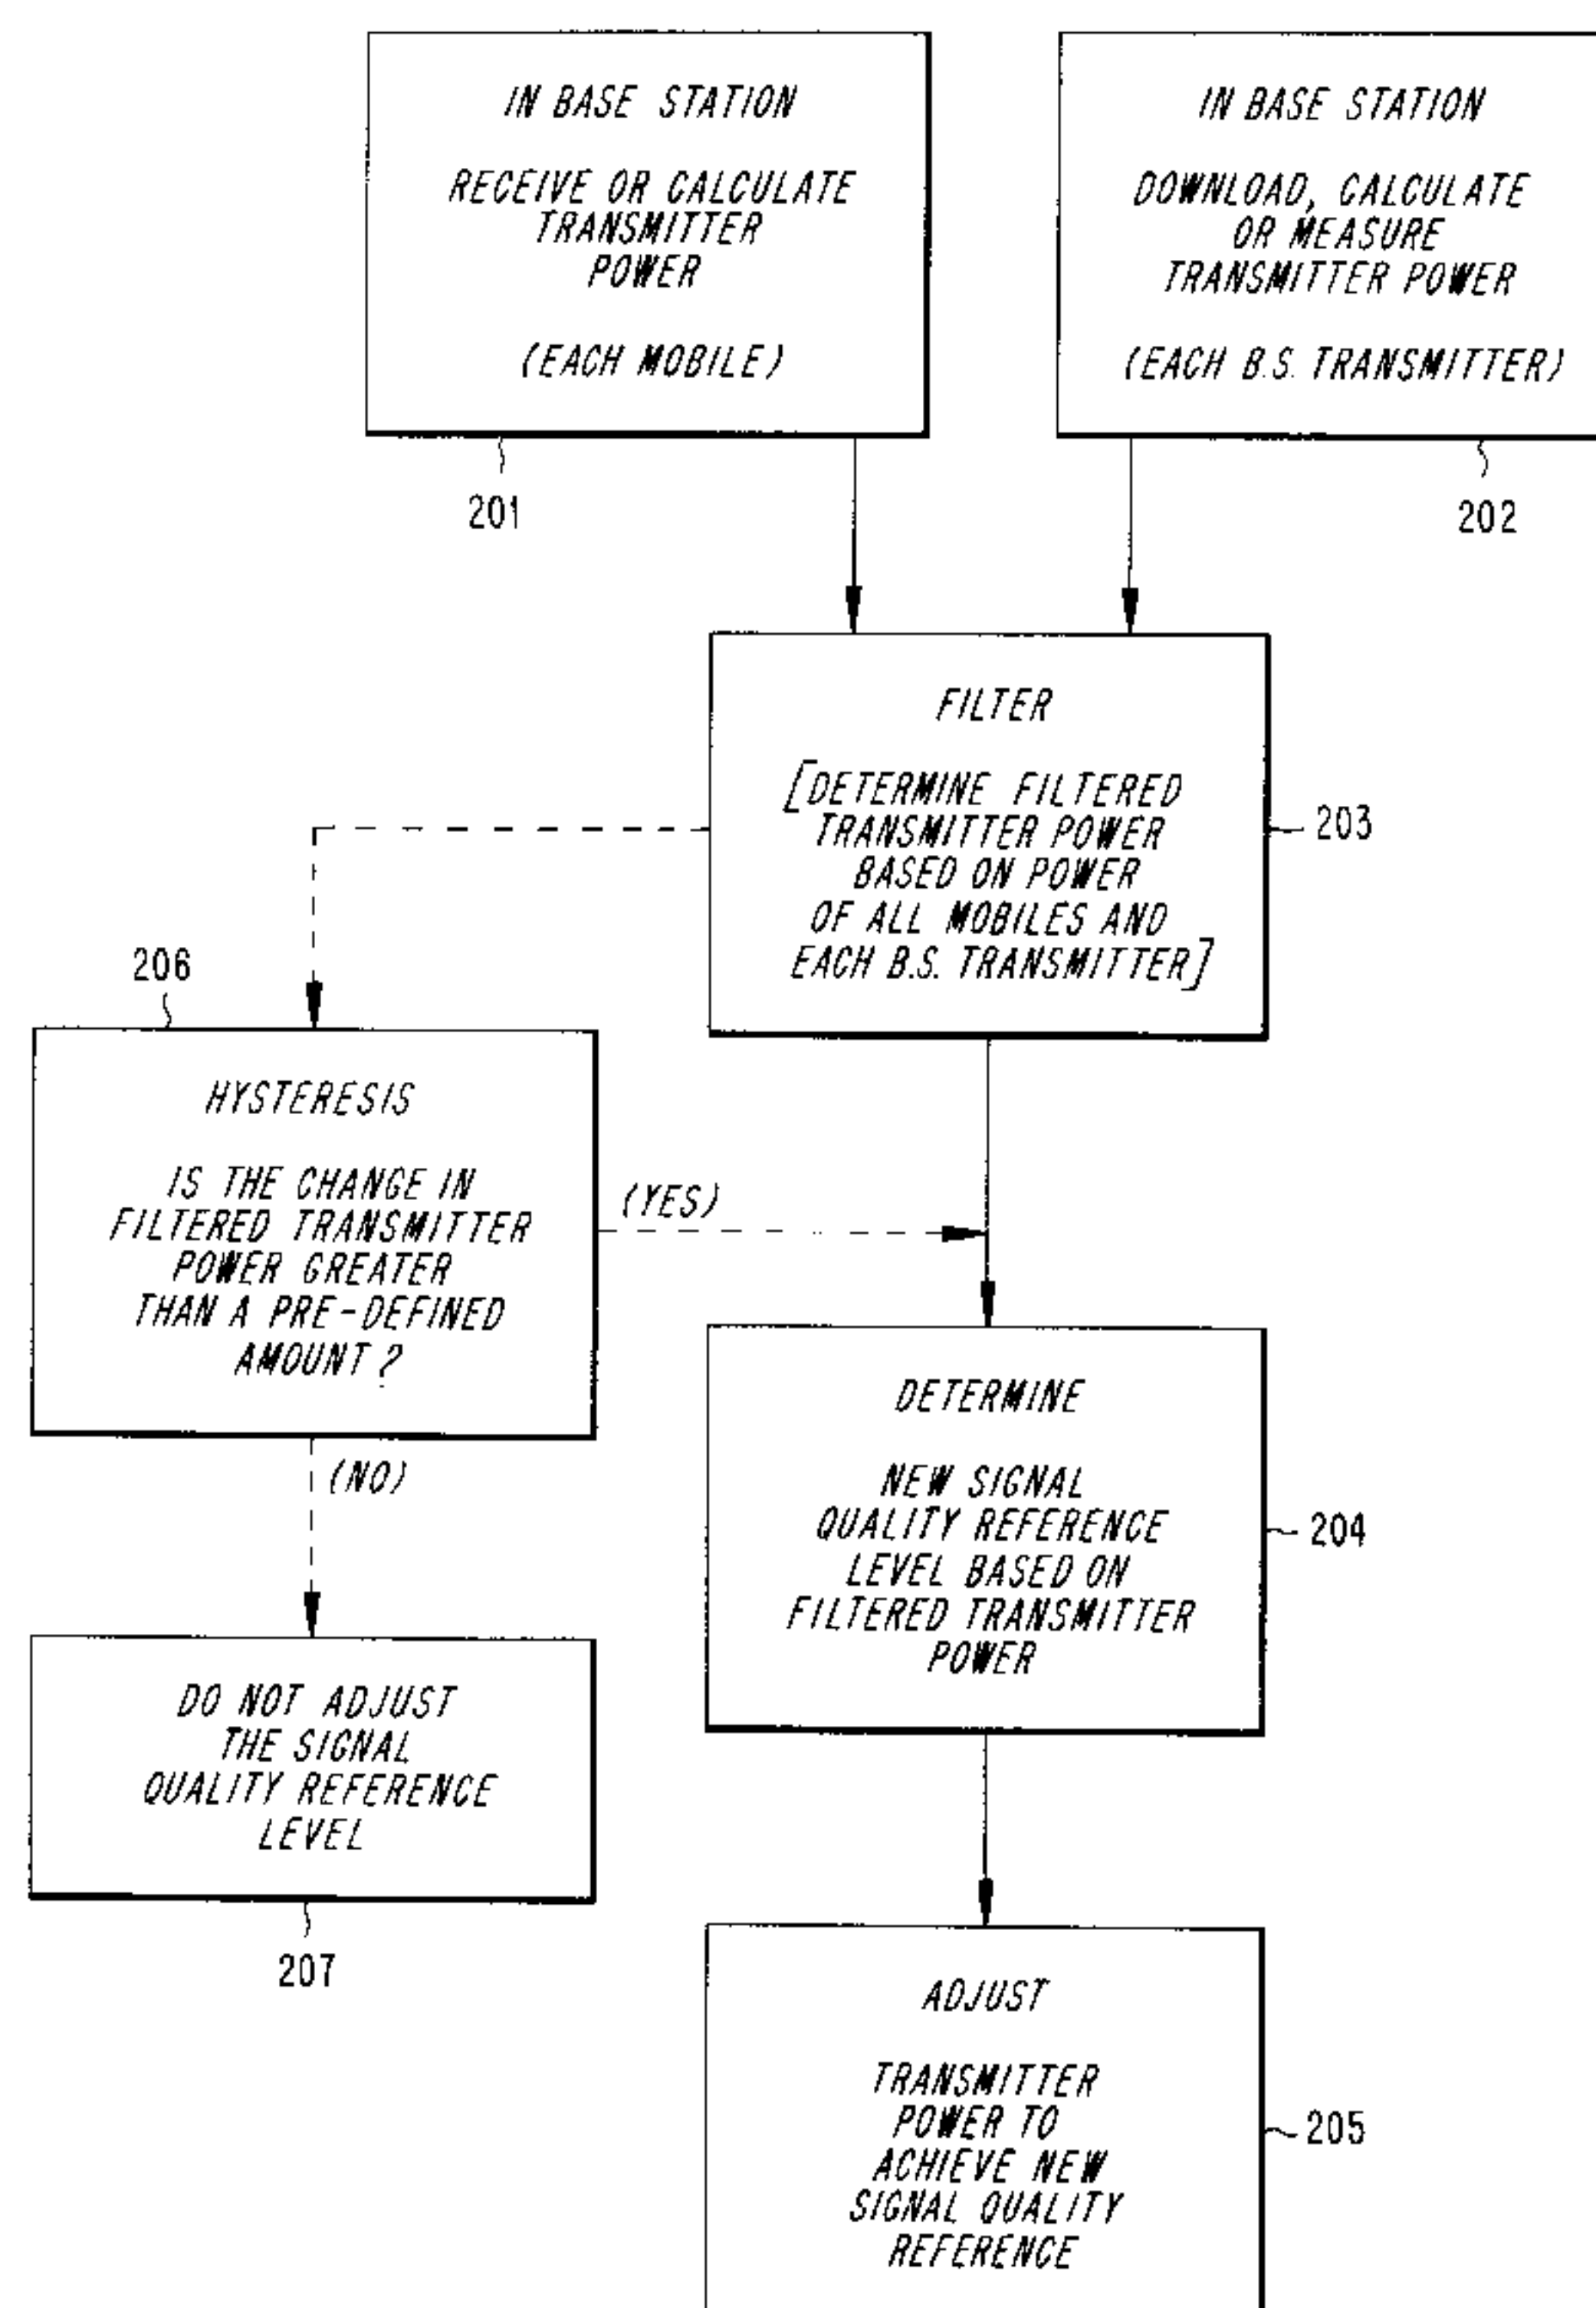 IN BASE STATION
RECEIVE OR CALCULATE
TRANSMITTER
POWER
(EACH MOBILE)
201
IN BASE STATION
DOWNLOAD, CALCULATE
OR MEASURE
TRANSMITTER POWER
(EACH B.S. TRANSMITTER)
202
FILTER
[DETERMINE FILTERED
TRANSMITTER POWER
BASED ON POWER
OF ALL MOBILES AND
EACH B.S. TRANSMITTER]
203
206
HYSTERESIS
IS THE CHANGE IN
FILTERED TRANSMITTER
POWER GREATER
THAN A PRE-DEFINED
AMOUNT?
(YES)
(NO)
DETERMINE
NEW SIGNAL
QUALITY REFERENCE
LEVEL BASED ON
FILTERED TRANSMITTER
POWER
204
DO NOT ADJUST
THE SIGNAL
QUALITY REFERENCE
LEVEL
207
ADJUST
TRANSMITTER
POWER TO
ACHIEVE NEW
SIGNAL QUALITY
REFERENCE
205